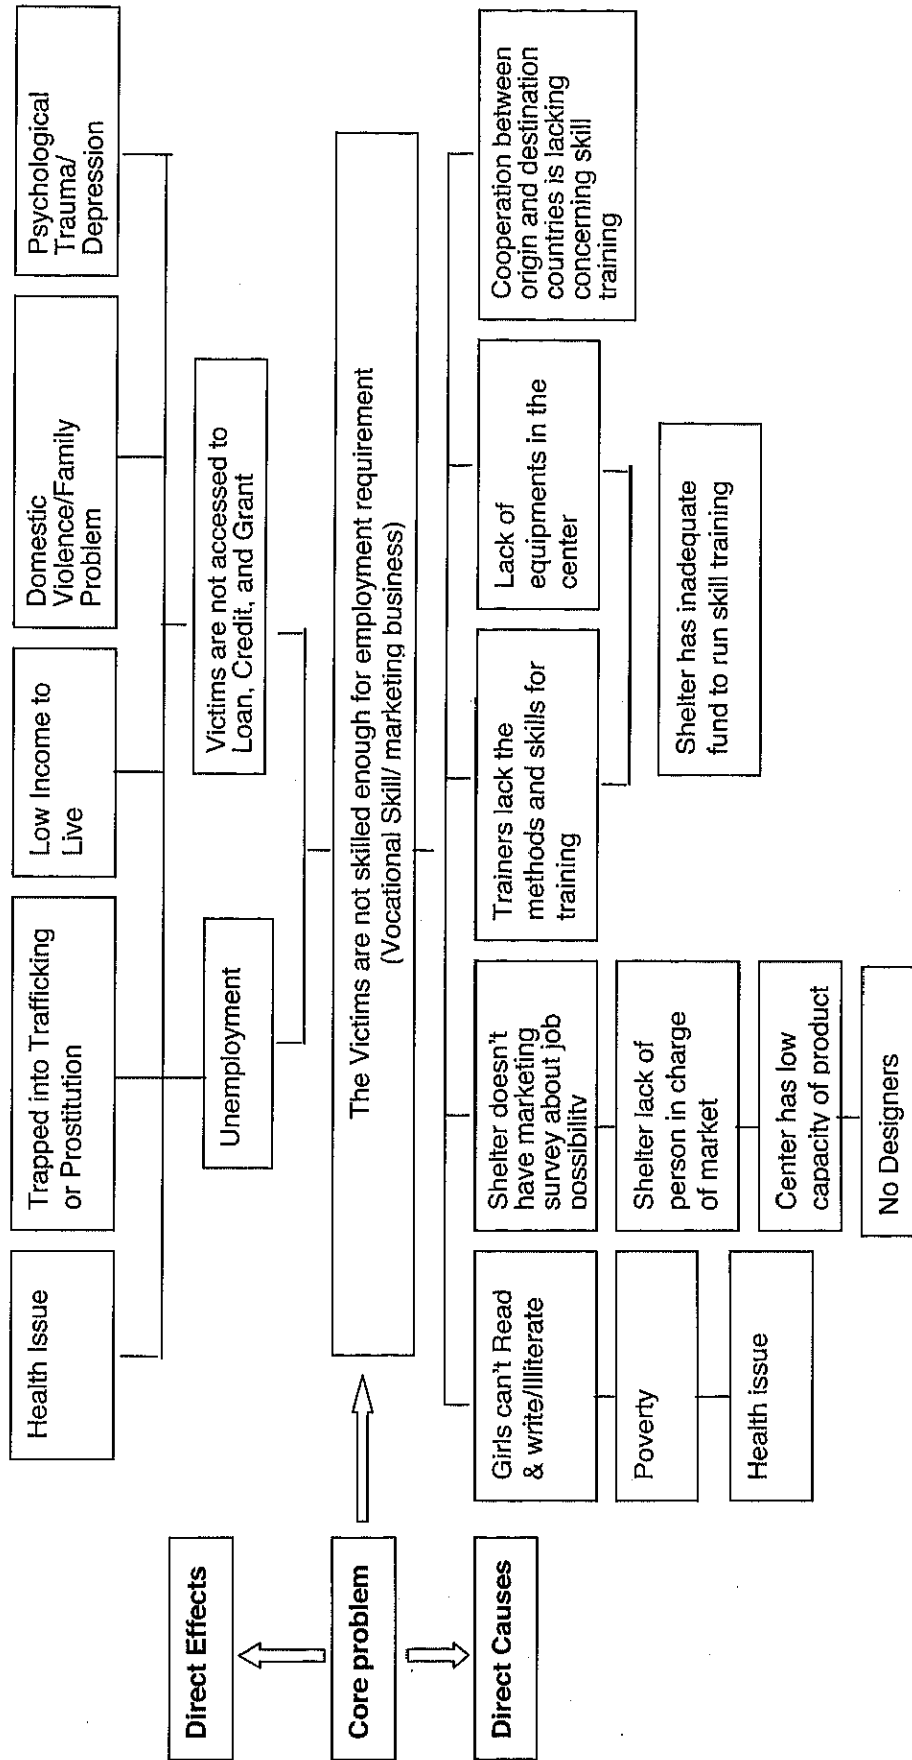 Health Issue
Trapped into Trafficking
or Prostitution
Low Income to
Live
Domestic
Violence/Family
Problem
Psychological
Trauma/
Depression
Direct Effects
Unemployment
Victims are not accessed to
Loan, Credit, and Grant
Core problem
The Victims are not skilled enough for employment requirement
(Vocational Skill/ marketing business)
Direct Causes
Girls can't Read
& write/Illiterate
Poverty
Health issue
Shelter doesn't
have marketing
survey about job
possibility
Shelter lack of
person in charge
of market
Center has low
capacity of product
No Designers
Trainers lack the
methods and skills for
training
Lack of
equipments in the
center
Shelter has inadequate
fund to run skill training
Cooperation between
origin and destination
countries is lacking
concerning skill
training